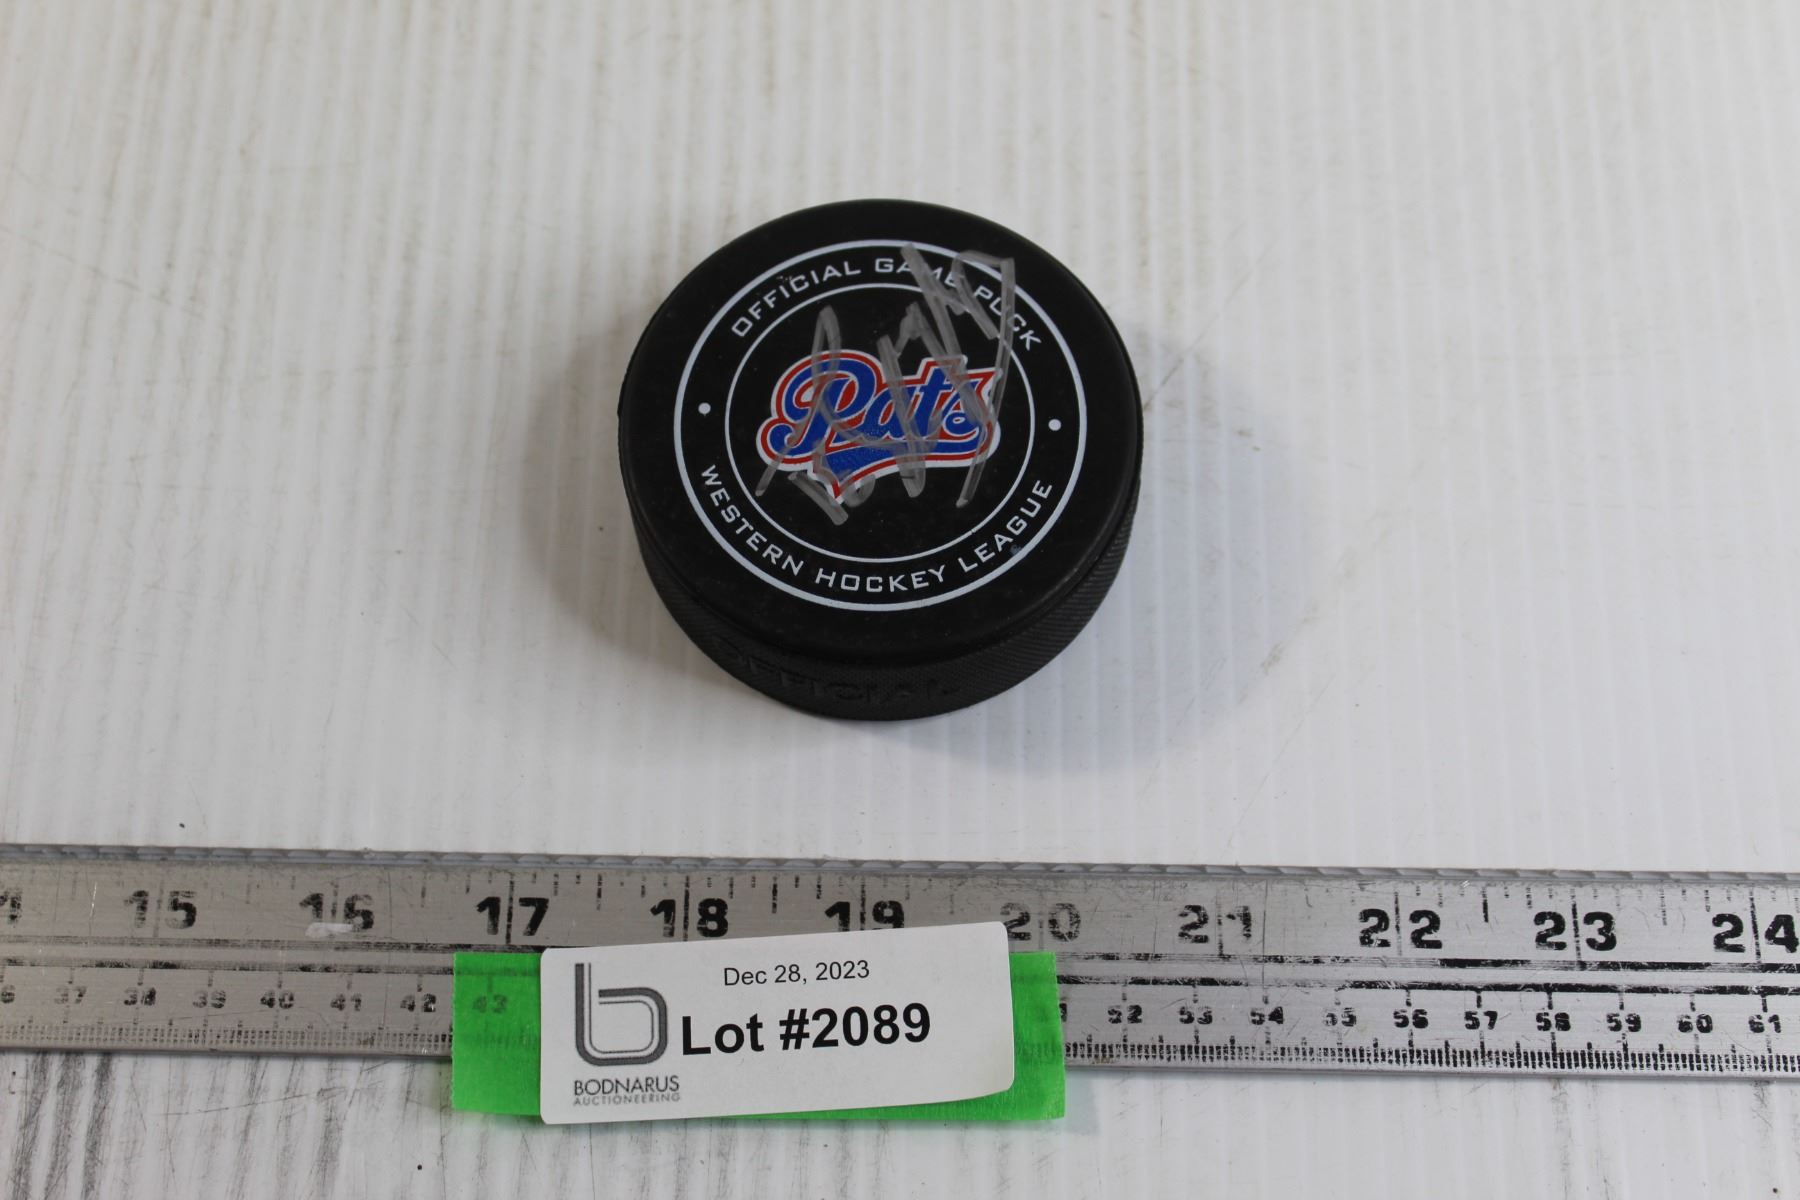 OFFICIAL GAME PUCK
Pats
WESTERN HOCKEY LEAGUE
OFFICIAL
15 16 17 18 19 20 21 22 23 24
37 38 39 40 41 42 43 52 53 54 55 56 57 58 59 60 61
Dec 28, 2023
Lot #2089
BODNARUS
AUCTIONEERING